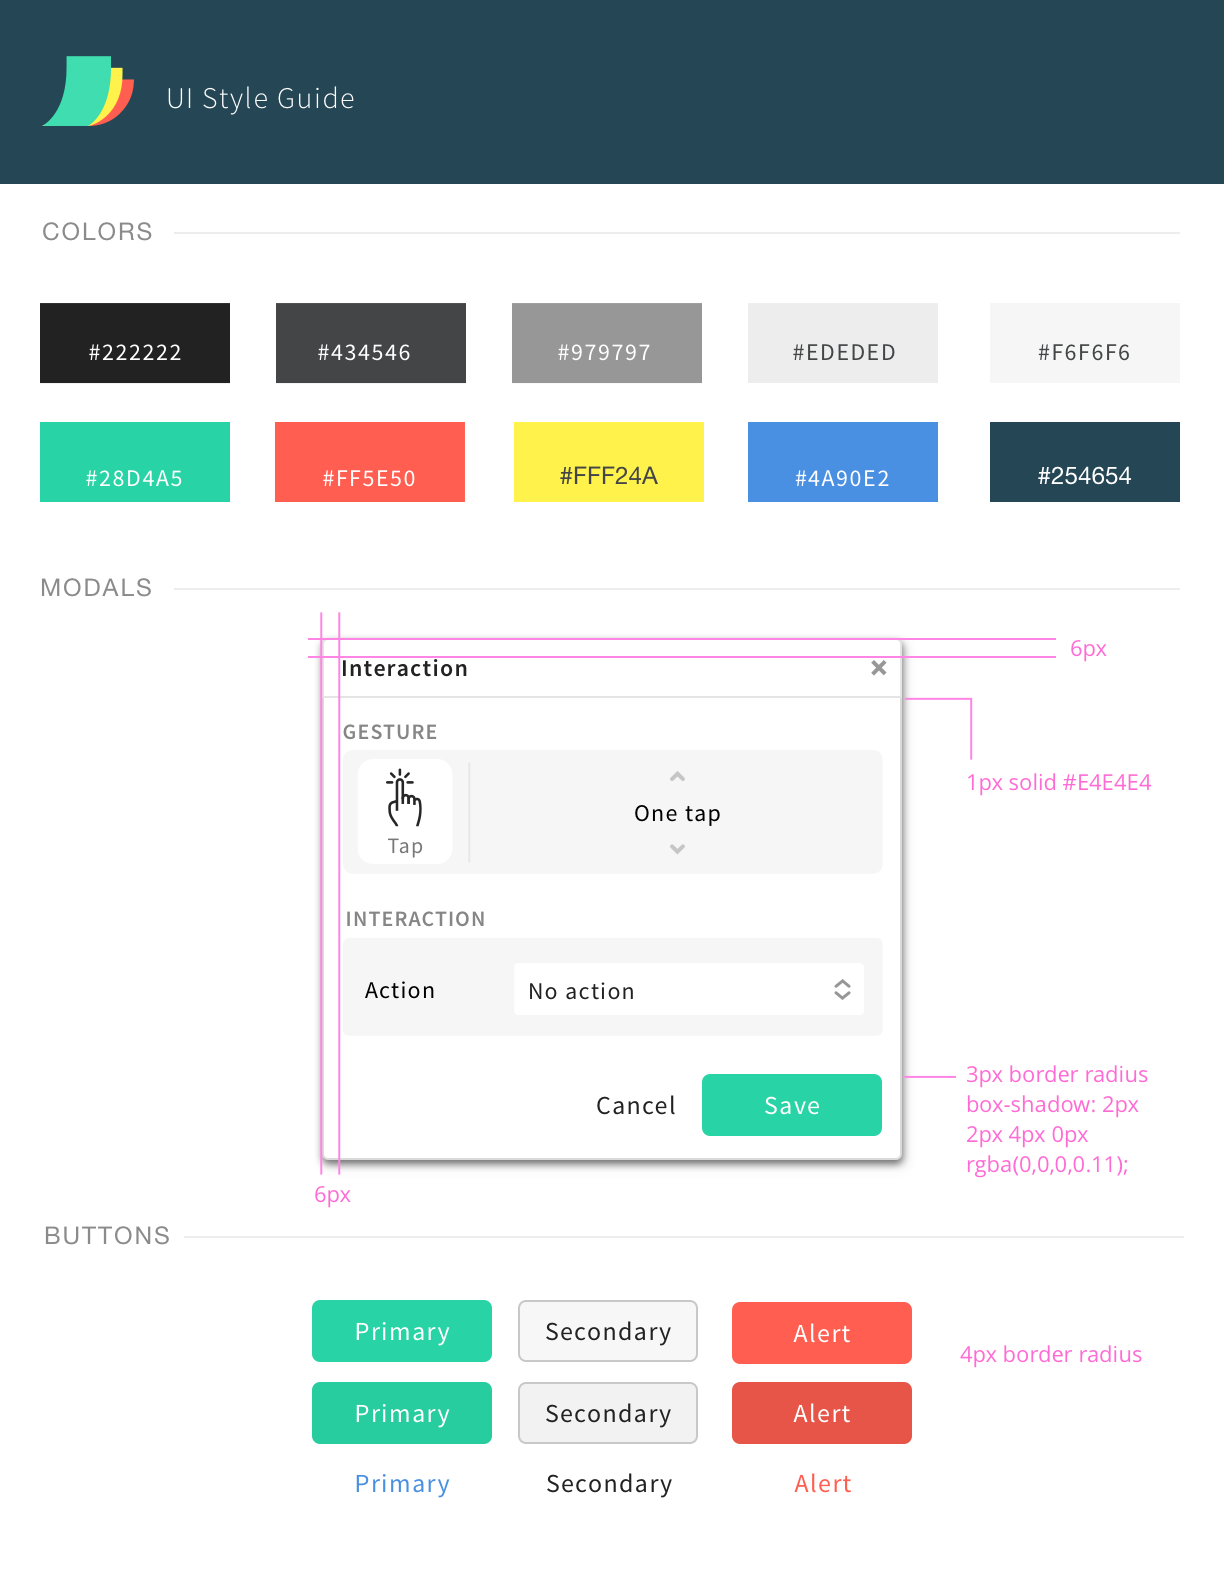 UI Style Guide
COLORS
#222222
#434546
#979797
#EDEDED
#F6F6F6
#28D4A5
#FF5E50
#FFF24A
#4A90E2
#254654
MODALS
6px
Interaction
GESTURE
1px solid #E4E4E4
One tap
Tap
INTERACTION
Action
No action
3px border radius
box-shadow: 2px
2px 4px 0px
rgba(0,0,0,0.11);
Cancel
Save
6px
BUTTONS
Primary
Secondary
Alert
4px border radius
Primary
Secondary
Alert
Primary
Secondary
Alert